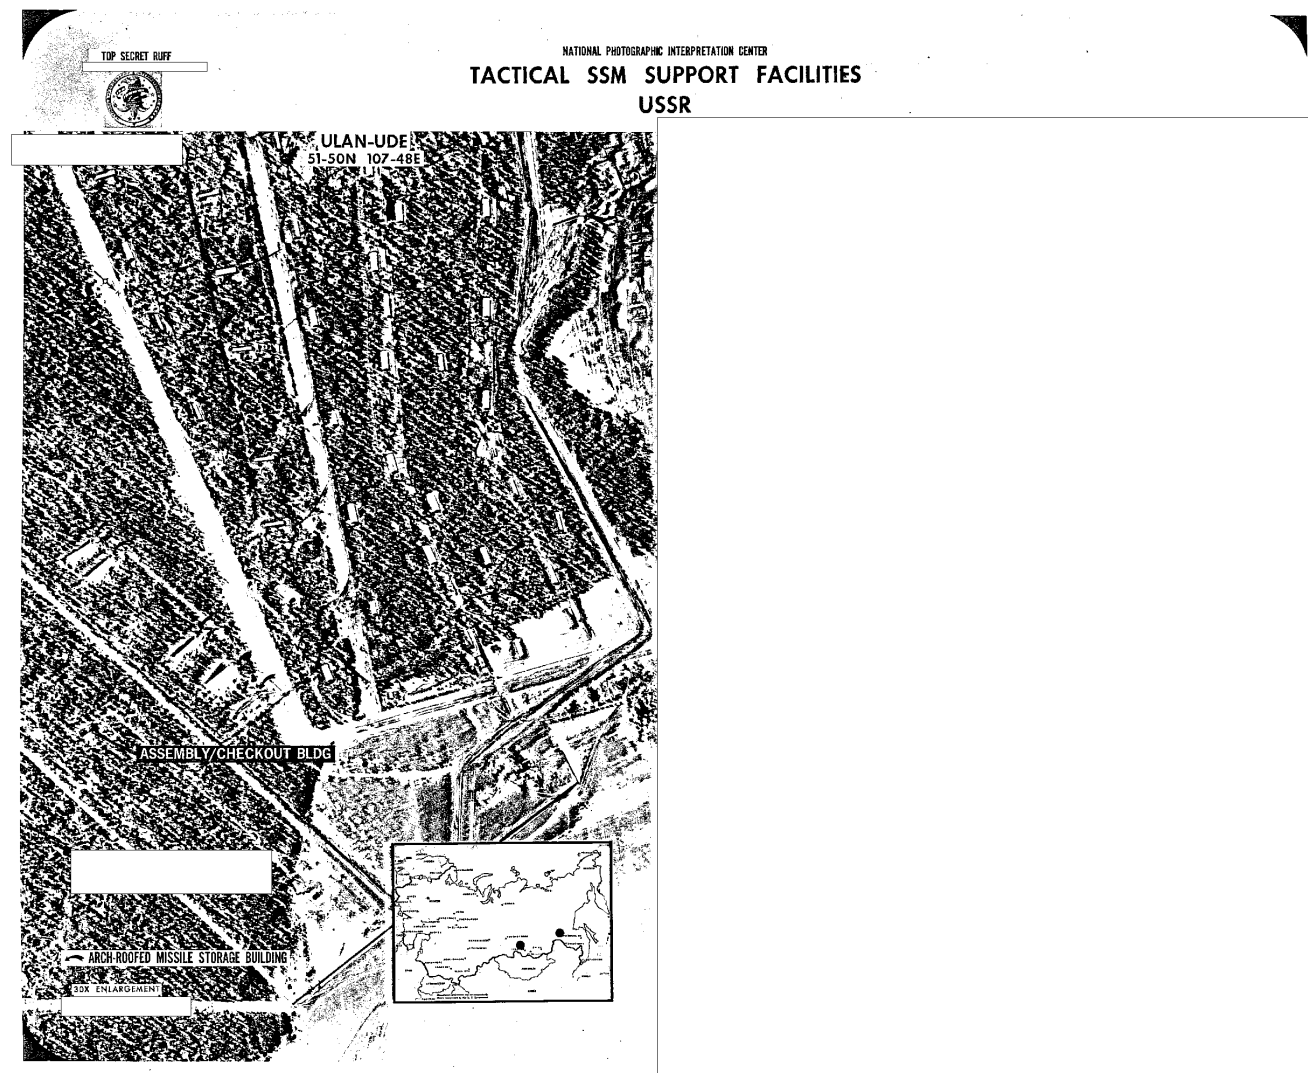 TOP SECRET RUFF
NATIONAL PHOTOGRAPHIC INTERPRETATION CENTER
TACTICAL SSM SUPPORT FACILITIES
USSR
ULAN-UDE
51-50N 107-48E
ASSEMBLY/CHECKOUT BLDG
ARCH-ROOFED MISSILE STORAGE BUILDING
30X ENLARGEMENT